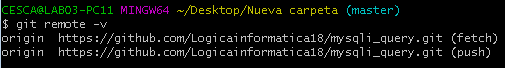 CESCA@LAB03-PC11 MINGW64 ~/Desktop/Nueva carpeta (master)
$ git remote -v
origin  https://github.com/Logicainformatica18/mysqli_query.git (fetch)
origin  https://github.com/Logicainformatica18/mysqli_query.git (push)